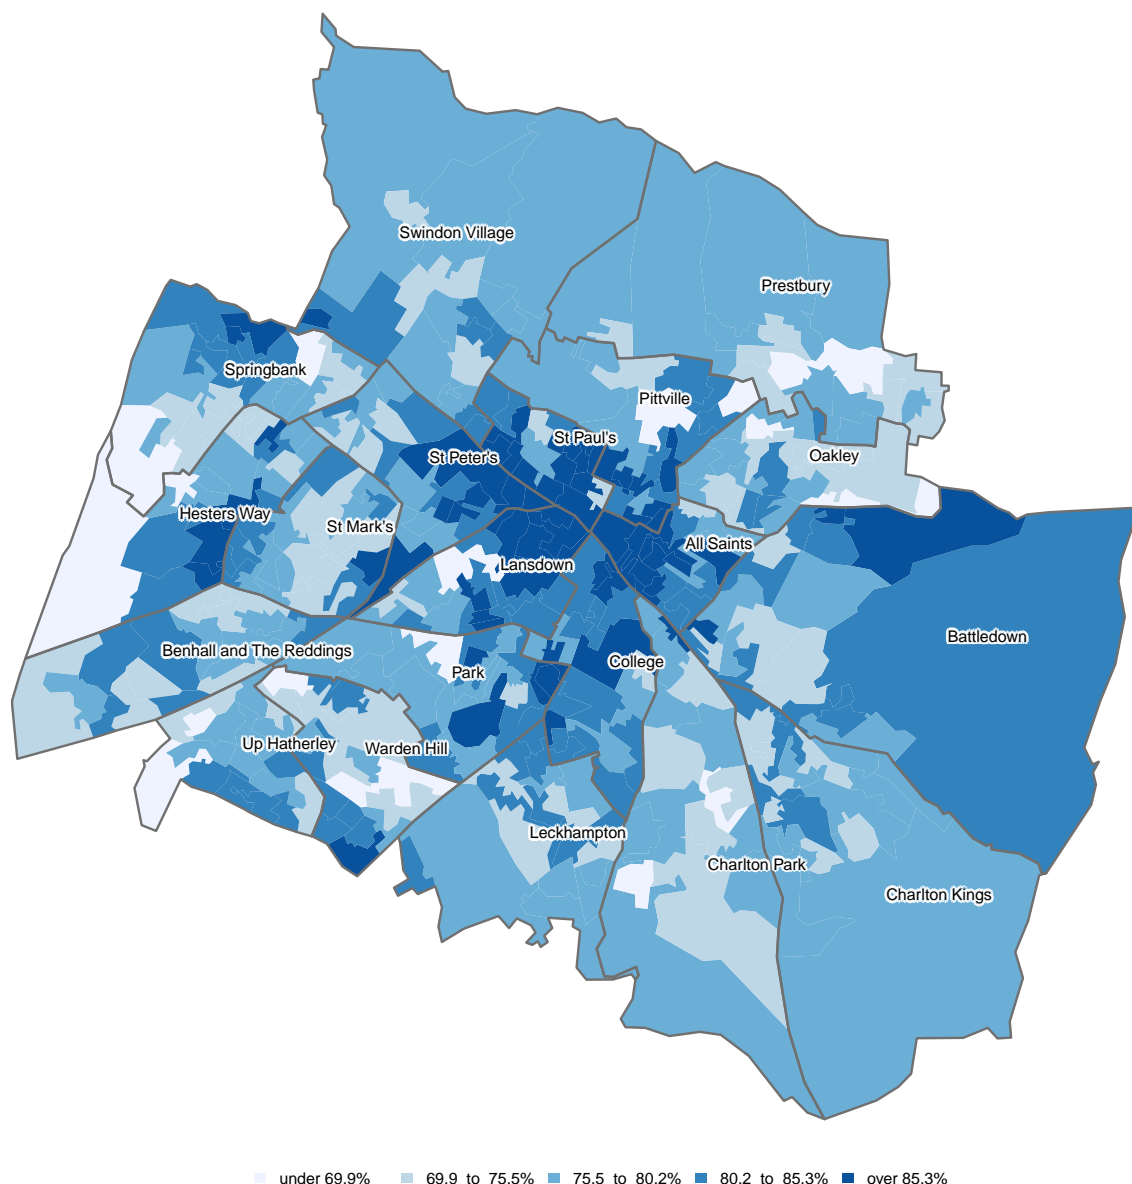 Swindon Village
Prestbury
Springbank
Pittville
St Paul's
St Peter's
Oakley
Hesters Way
St Mark's
All Saints
Lansdown
Battledown
Benhall and The Reddings
College
Park
Up Hatherley
Warden Hill
Leckhampton
Charlton Park
Charlton Kings
under 69.9% 69.9 to 75.5% 75.5 to 80.2% 80.2 to 85.3% over 85.3%